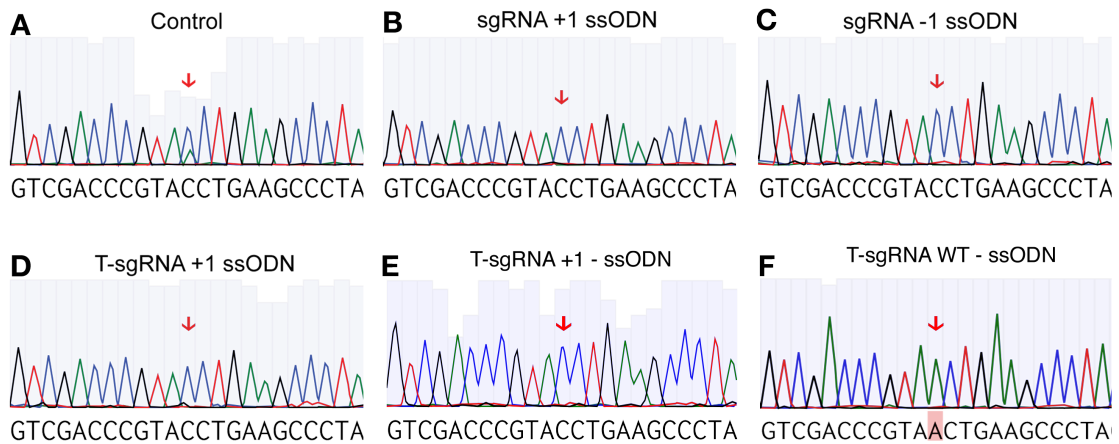 A
Control
GTCGACCCGTACCTGAAGCCCTA
B
sgRNA +1 ssODN
GTCGACCCGTACCTGAAGCCCTA
C
sgRNA -1 ssODN
GTCGACCCGTACCTGAAGCCCTA
D
T-sgRNA +1 ssODN
GTCGACCCGTACCTGAAGCCCTA
E
T-sgRNA +1 - ssODN
GTCGACCCGTACCTGAAGCCCTA
F
T-sgRNA WT - ssODN
GTCGACCCGTAACTGAAGCCCTA